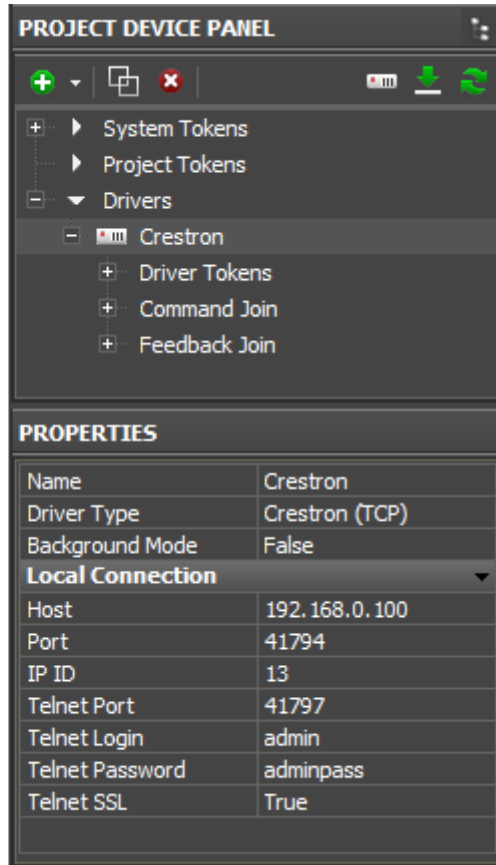 PROJECT DEVICE PANEL
System Tokens
Project Tokens
Drivers
Crestron
Driver Tokens
Command Join
Feedback Join
PROPERTIES
Name Crestron
Driver Type Crestron (TCP)
Background Mode False
Local Connection
Host 192.168.0.100
Port 41794
IP ID 13
Telnet Port 41797
Telnet Login admin
Telnet Password adminpass
Telnet SSL True